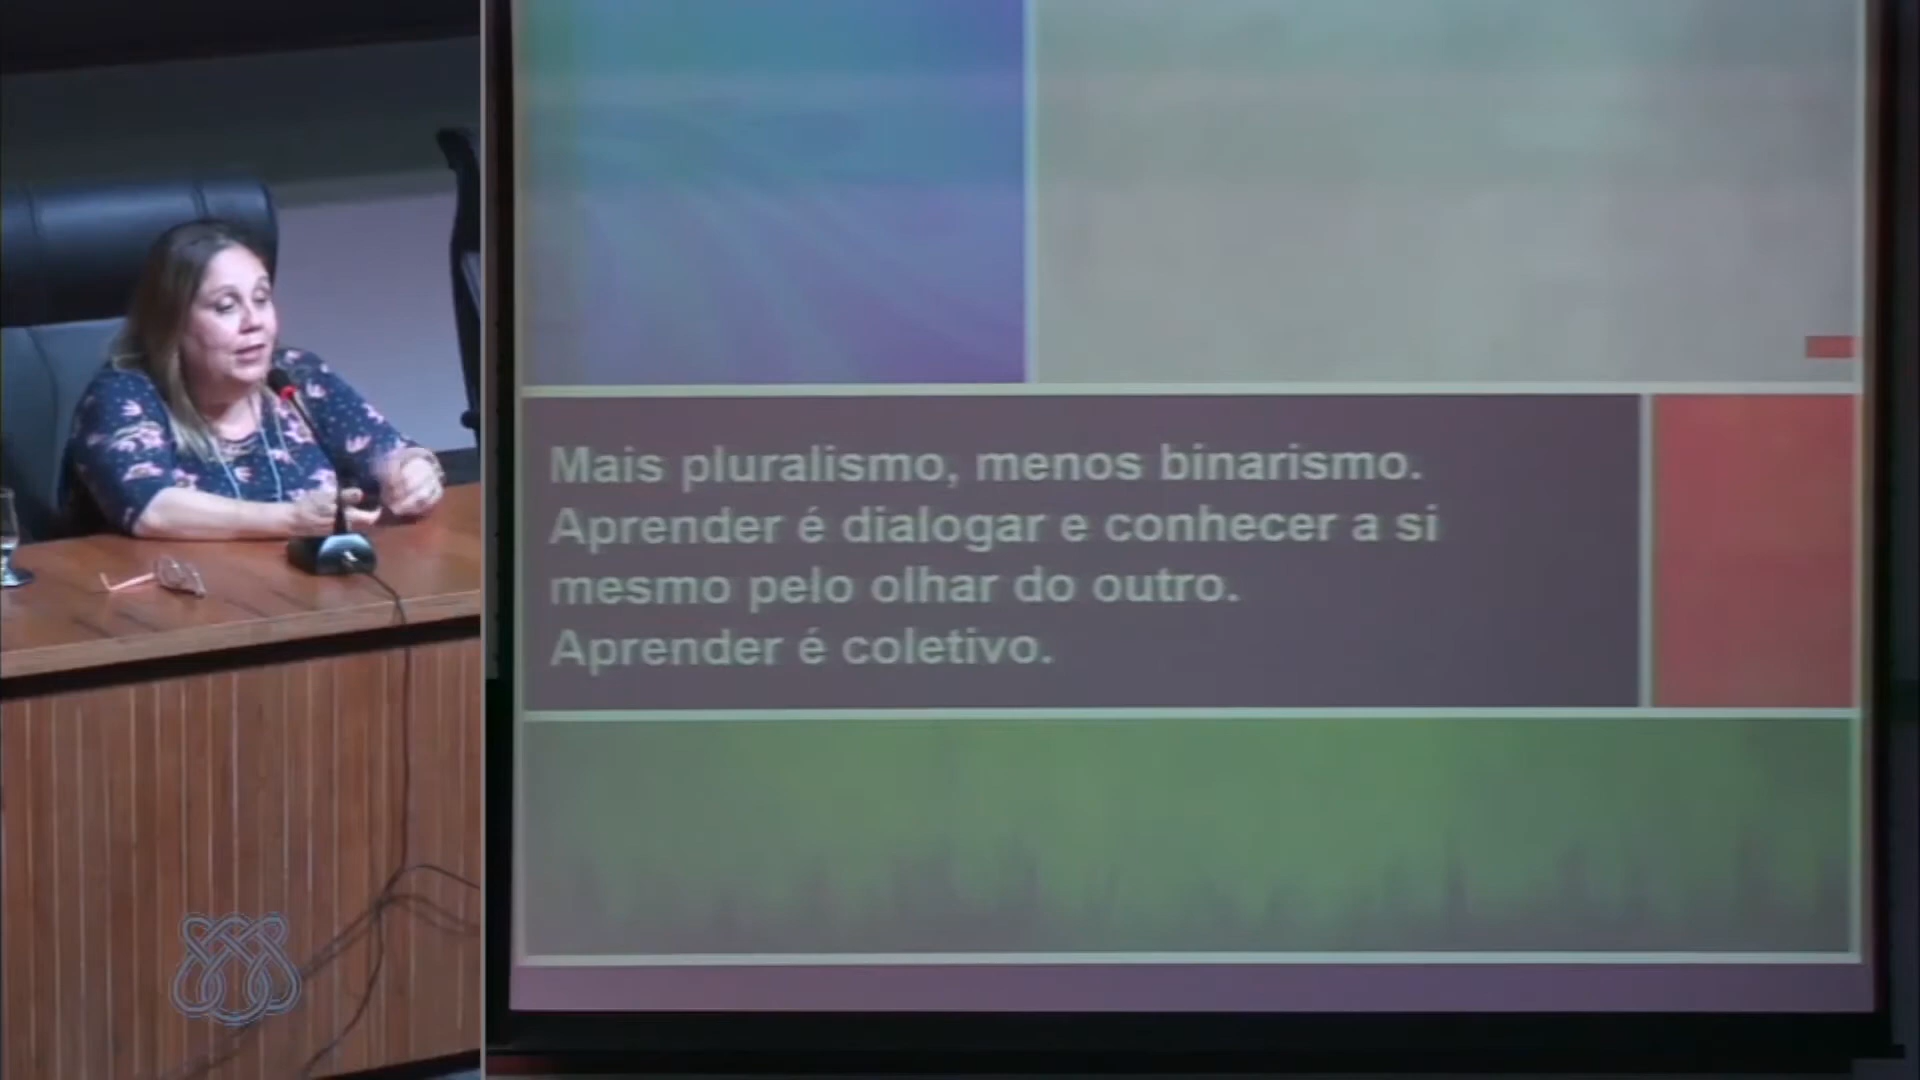 Mais pluralismo, menos binarismo.
Aprender é dialogar e conhecer a si
mesmo pelo olhar do outro.
Aprender é coletivo.